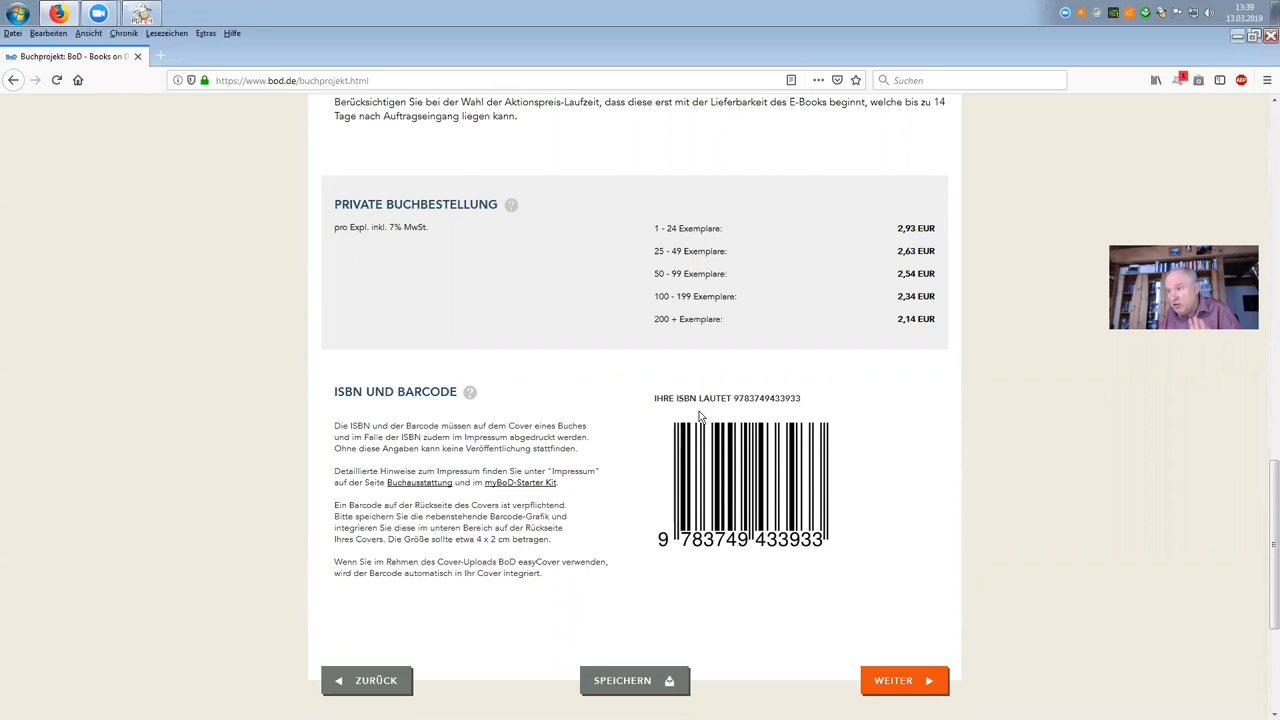 13:39
13.03.2019
Datei Bearbeiten Ansicht Chronik Lesezeichen Extras Hilfe
BoD Buchprojekt: BoD - Books on D
https://www.bod.de/buchprojekt.html
Suchen
1
ABP
Berücksichtigen Sie bei der Wahl der Aktionspreis-Laufzeit, dass diese erst mit der Lieferbarkeit des E-Books beginnt, welche bis zu 14
Tage nach Auftragseingang liegen kann.
PRIVATE BUCHBESTELLUNG ?
pro Expl. inkl. 7% MwSt.
1 - 24 Exemplare: 2,93 EUR
25 - 49 Exemplare: 2,63 EUR
50 - 99 Exemplare: 2,54 EUR
100 - 199 Exemplare: 2,34 EUR
200 + Exemplare: 2,14 EUR
ISBN UND BARCODE ?
Die ISBN und der Barcode müssen auf dem Cover eines Buches
und im Falle der ISBN zudem im Impressum abgedruckt werden.
Ohne diese Angaben kann keine Veröffentlichung stattfinden.
Detaillierte Hinweise zum Impressum finden Sie unter "Impressum"
auf der Seite Buchausstattung und im myBoD-Starter Kit.
Ein Barcode auf der Rückseite des Covers ist verpflichtend.
Bitte speichern Sie die nebenstehende Barcode-Grafik und
integrieren Sie diese im unteren Bereich auf der Rückseite
Ihres Covers. Die Größe sollte etwa 4 x 2 cm betragen.
Wenn Sie im Rahmen des Cover-Uploads BoD easyCover verwenden,
wird der Barcode automatisch in Ihr Cover integriert.
IHRE ISBN LAUTET 9783749433933
9 783749 433933
ZURÜCK
SPEICHERN
WEITER